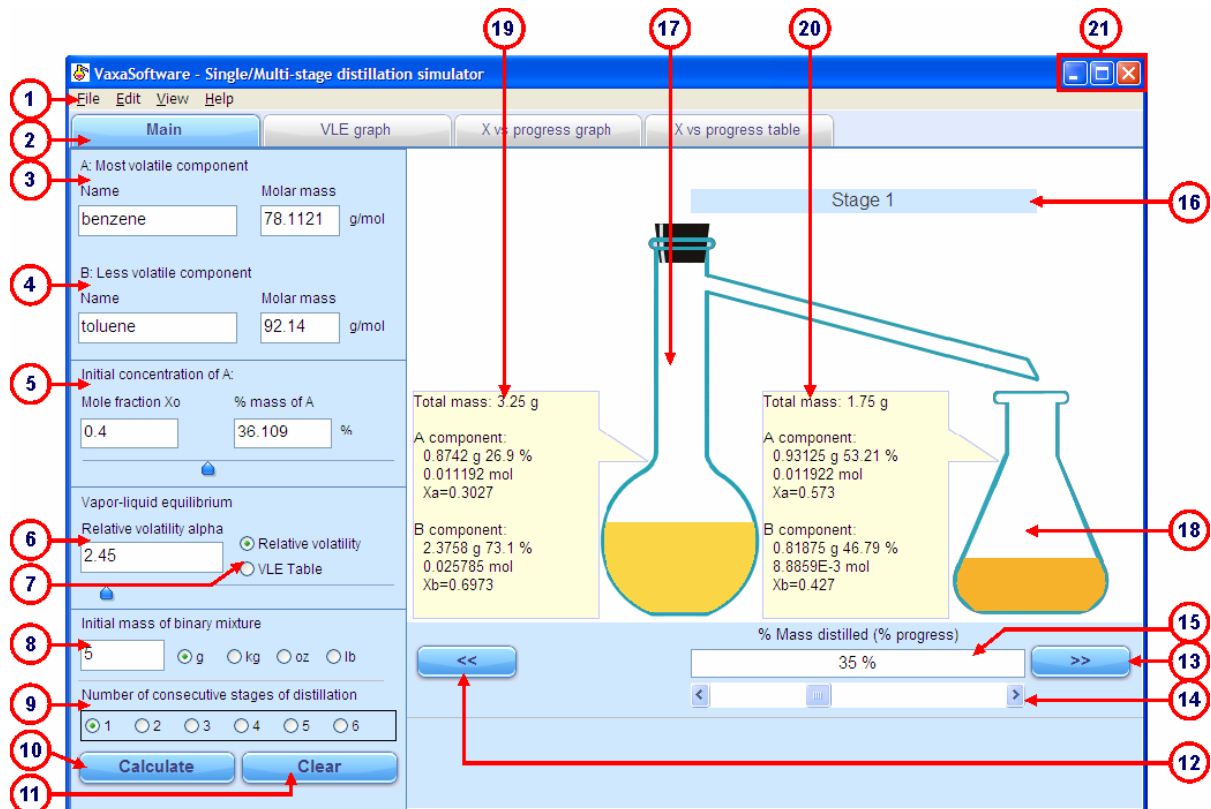 19 17 20 21
VaxaSoftware - Single/Multi-stage distillation simulator
1 File Edit View Help
2 Main VLE graph X vs progress graph X vs progress table
A: Most volatile component
3
Name Molar mass
benzene 78.1121 g/mol
Stage 1 16
B: Less volatile component
4
Name Molar mass
toluene 92.14 g/mol
Initial concentration of A:
5
Mole fraction Xo % mass of A
0.4 36.109 %
Vapor-liquid equilibrium
Relative volatility alpha
6
2.45 Relative volatility
7 VLE Table
Initial mass of binary mixture
8
5 g kg oz lb
Number of consecutive stages of distillation
9
1 2 3 4 5 6
10
Calculate Clear
11
Total mass: 3.25 g
A component:
0.8742 g 26.9 %
0.011192 mol
Xa=0.3027
B component:
2.3758 g 73.1 %
0.025785 mol
Xb=0.6973
Total mass: 1.75 g
A component:
0.93125 g 53.21 %
0.011922 mol
Xa=0.573
B component:
0.81875 g 46.79 %
8.8859E-3 mol
Xb=0.427
18
% Mass distilled (% progress)
15
<< 35 % >>
13
14
12